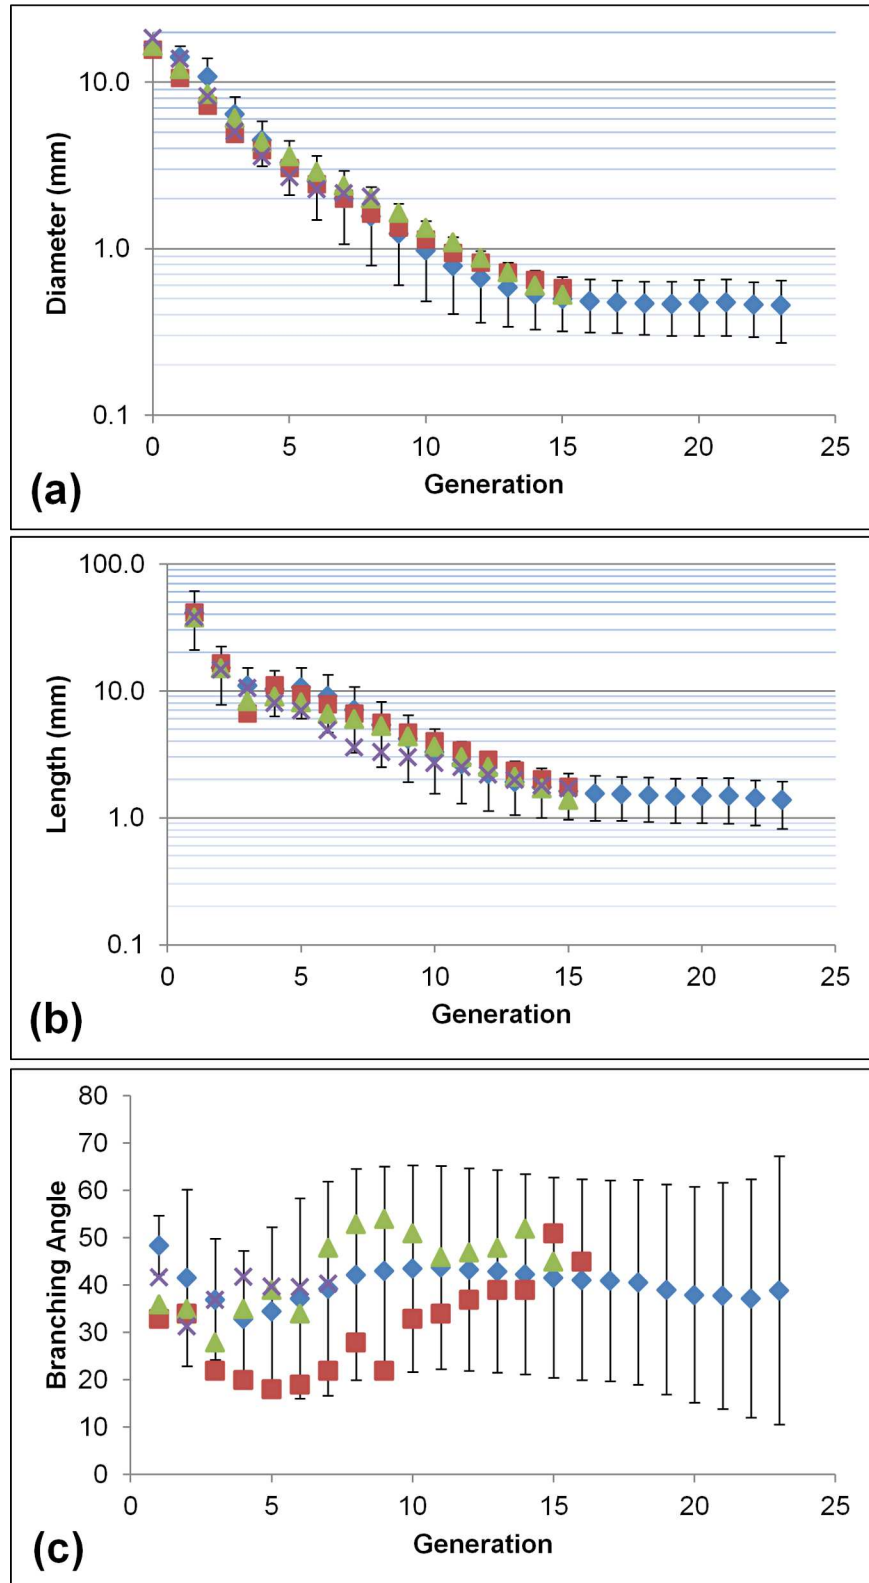 10.0
1.0
0.1
Diameter (mm)
0 5 10 15 20 25
Generation
(a)
100.0
10.0
1.0
0.1
Length (mm)
0 5 10 15 20 25
Generation
(b)
80
70
60
50
40
30
20
10
0
Branching Angle
0 5 10 15 20 25
Generation
(c)